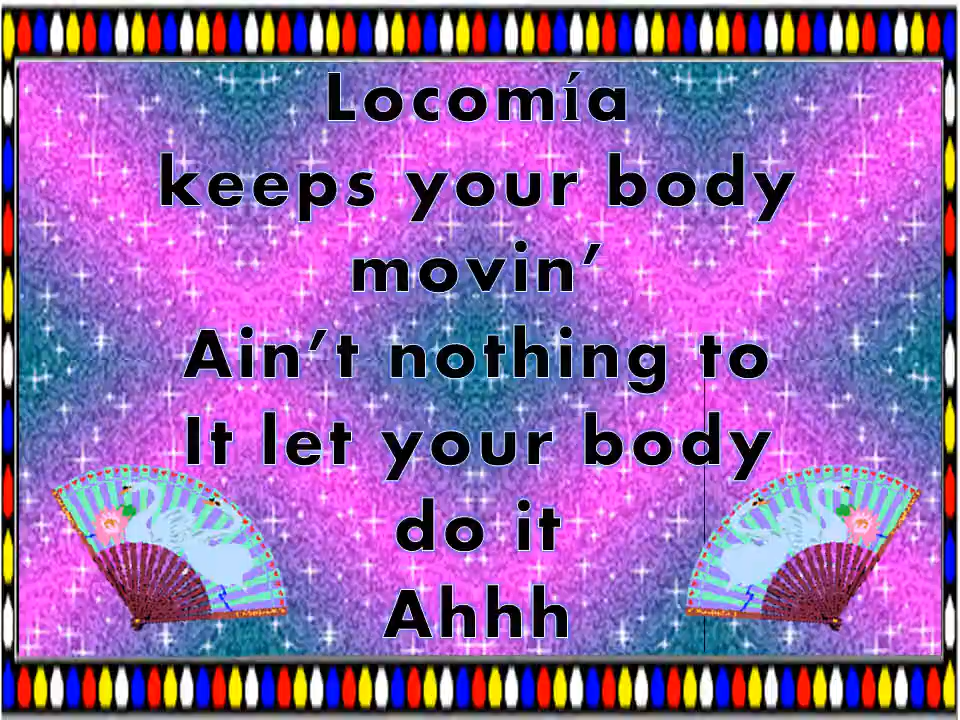 Locomía
keeps your body
movin’
Ain’t nothing to
It let your body
do it
Ahhh